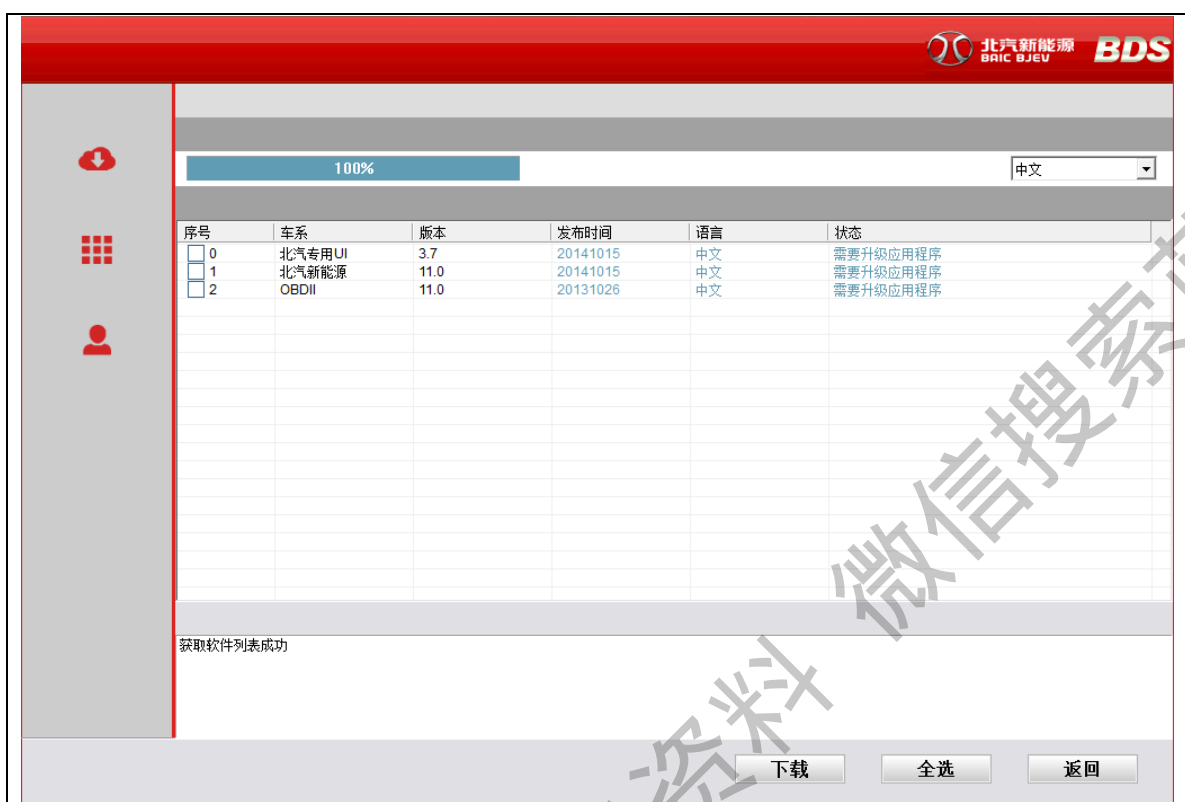 北汽新能源 BDS
BAIC BJEV
100% 中文
序号 车系 版本 发布时间 语言 状态
0 北汽专用UI 3.7 20141015 中文 需要升级应用程序
1 北汽新能源 11.0 20141015 中文 需要升级应用程序
2 OBDII 11.0 20131026 中文 需要升级应用程序
获取软件列表成功
下载 全选 返回
资料 微信搜索